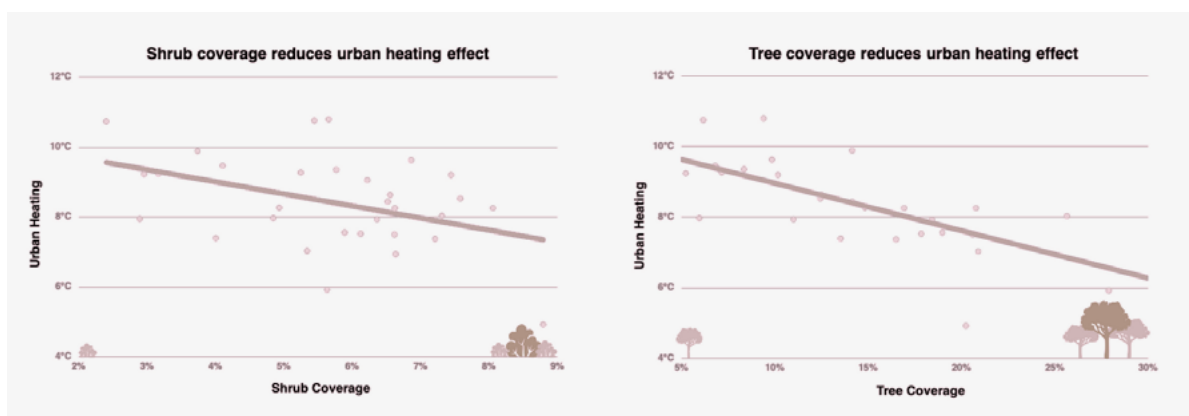 Shrub coverage reduces urban heating effect
12°C
10°C
8°C
6°C
4°C
Urban Heating
2% 3% 4% 5% 6% 7% 8% 9%
Shrub Coverage
Tree coverage reduces urban heating effect
12°C
10°C
8°C
6°C
4°C
Urban Heating
5% 10% 15% 20% 25% 30%
Tree Coverage